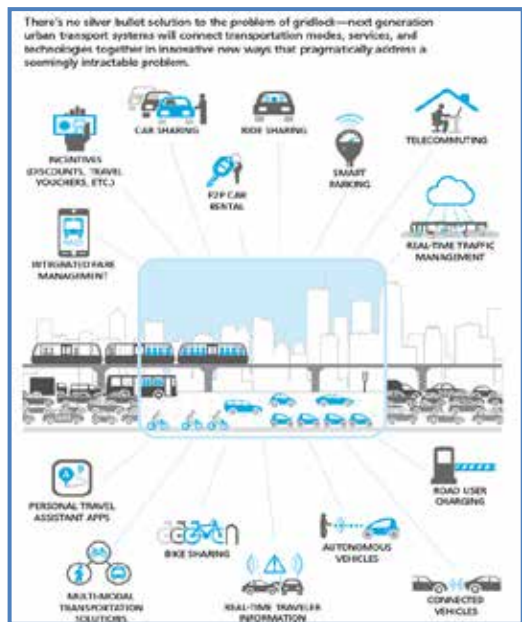 There's no silver bullet solution to the problem of gridlock—next generation
urban transport systems will connect transportation modes, services, and
technologies together in innovative new ways that pragmatically address a
seemingly intractable problem.
CAR SHARING
RIDE SHARING
TELECOMMUTING
INCENTIVES
(DISCOUNTS, TRAVEL
VOUCHERS, ETC.)
P2P CAR
RENTAL
SMART
PARKING
INTEGRATED FARE
MANAGEMENT
REAL-TIME TRAFFIC
MANAGEMENT
PERSONAL TRAVEL
ASSISTANT APPS
ROAD USER
CHARGING
BIKE SHARING
AUTONOMOUS
VEHICLES
MULTI-MODAL
TRANSPORTATION
SOLUTIONS
REAL-TIME TRAVELER
INFORMATION
CONNECTED
VEHICLES